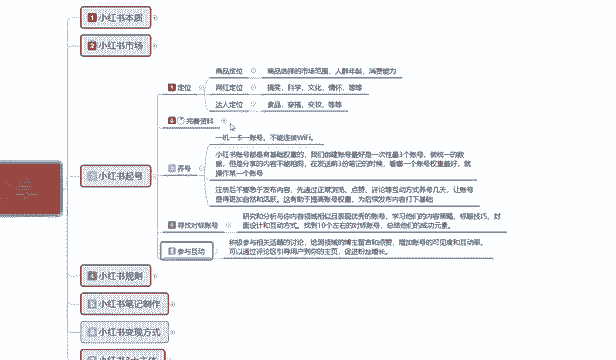 1 小红书本质
2 小红书市场
商品定位 商品选择的市场范围,人群年龄,消费能力
1 定位 网红定位 搞笑、科学、文化、情怀、等等
达人定位 食品、穿搭、变妆、等等
完善资料
一机一卡一账号,不能连续WiFi。
小红书账号都是有基础权重的,我们创建账号最好是一次性量3个账号,做统一的数
量,但是分享的内容不能相同,在发送前3分笔记的时候,看哪一个账号权重最好,就
操作某一个账号
小红书起号
3 养号
注册后不要急于发布内容,先通过正常浏览、点赞、评论等互动方式养号几天,让账号
显得更加自然和活跃。这有助于提高账号权重,为后续发布内容打下基础
4 寻找对标账号 研究和分析与你内容领域相似且表现优秀的账号,学习他们的内容策略、标题技巧、封
面设计和互动方式。找到10个左右的对标账号,总结他们的成功元素。
5 参与互动 积极参与相关话题的讨论,给同领域的博主留言和点赞,增加账号的可见度和互动率。
可以通过评论区引导用户到你的主页,促进粉丝增长。
4 小红书规则
5 小红书笔记制作
6 小红书变现方式